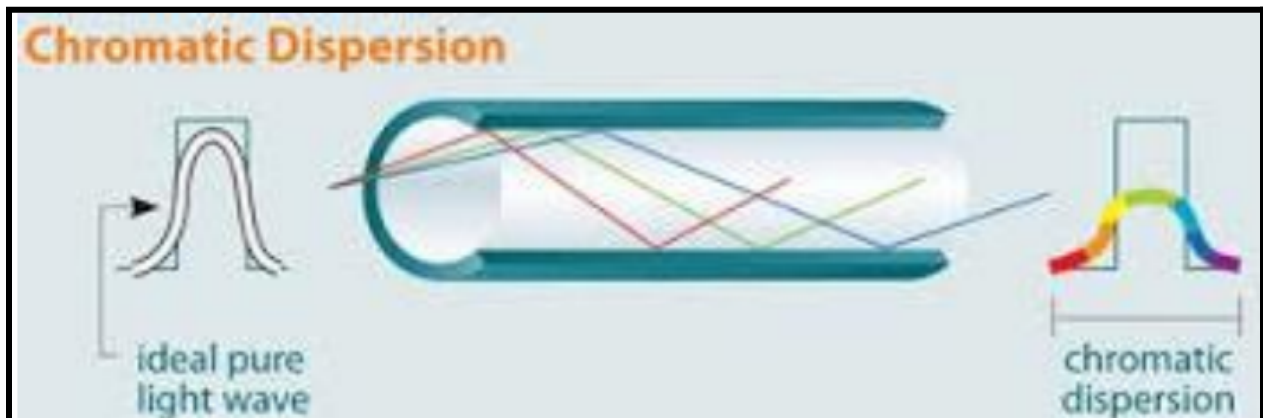 Chromatic Dispersion
ideal pure
light wave
chromatic
dispersion